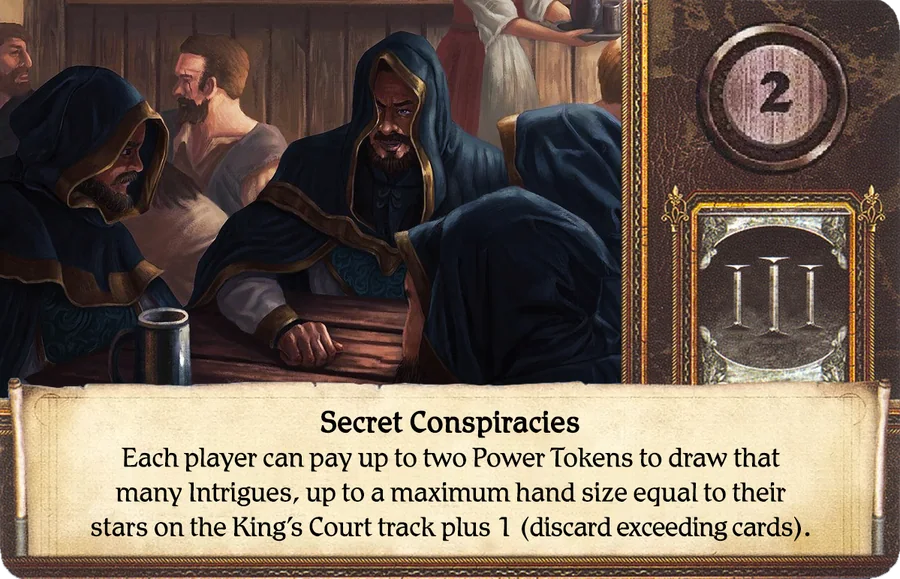 2
III
Secret Conspiracies
Each player can pay up to two Power Tokens to draw that
many Intrigues, up to a maximum hand size equal to their
stars on the King's Court track plus 1 (discard exceeding cards).